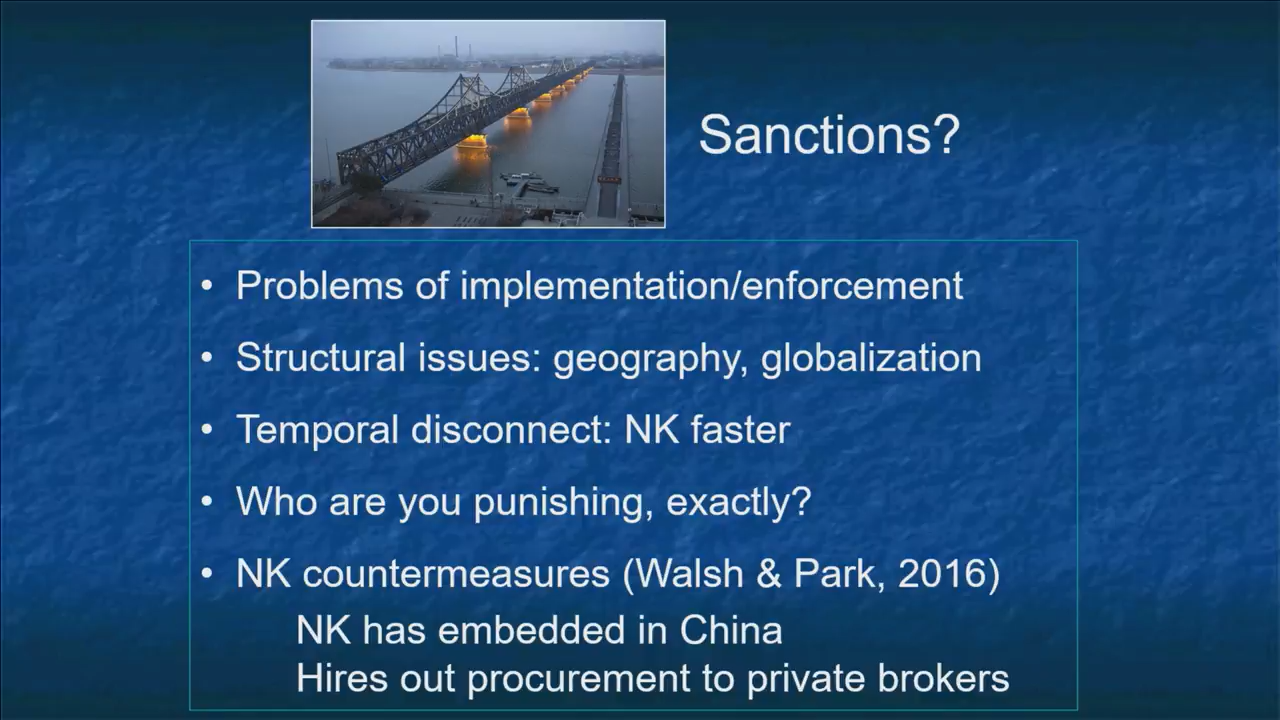 Sanctions?
• Problems of implementation/enforcement
• Structural issues: geography, globalization
• Temporal disconnect: NK faster
• Who are you punishing, exactly?
• NK countermeasures (Walsh & Park, 2016)
NK has embedded in China
Hires out procurement to private brokers